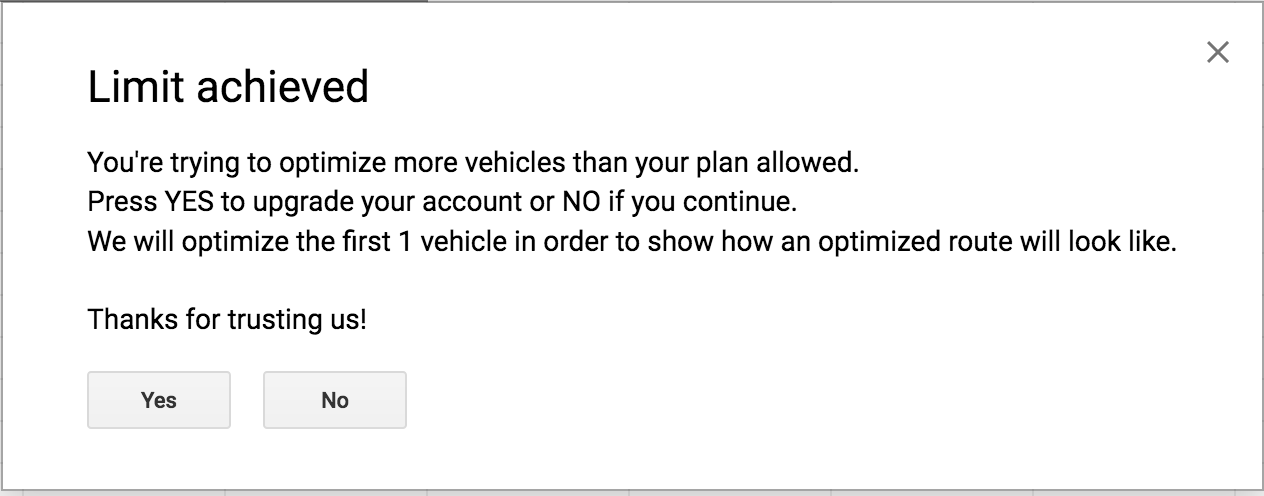 Limit achieved
You're trying to optimize more vehicles than your plan allowed.
Press YES to upgrade your account or NO if you continue.
We will optimize the first 1 vehicle in order to show how an optimized route will look like.
Thanks for trusting us!
Yes
No